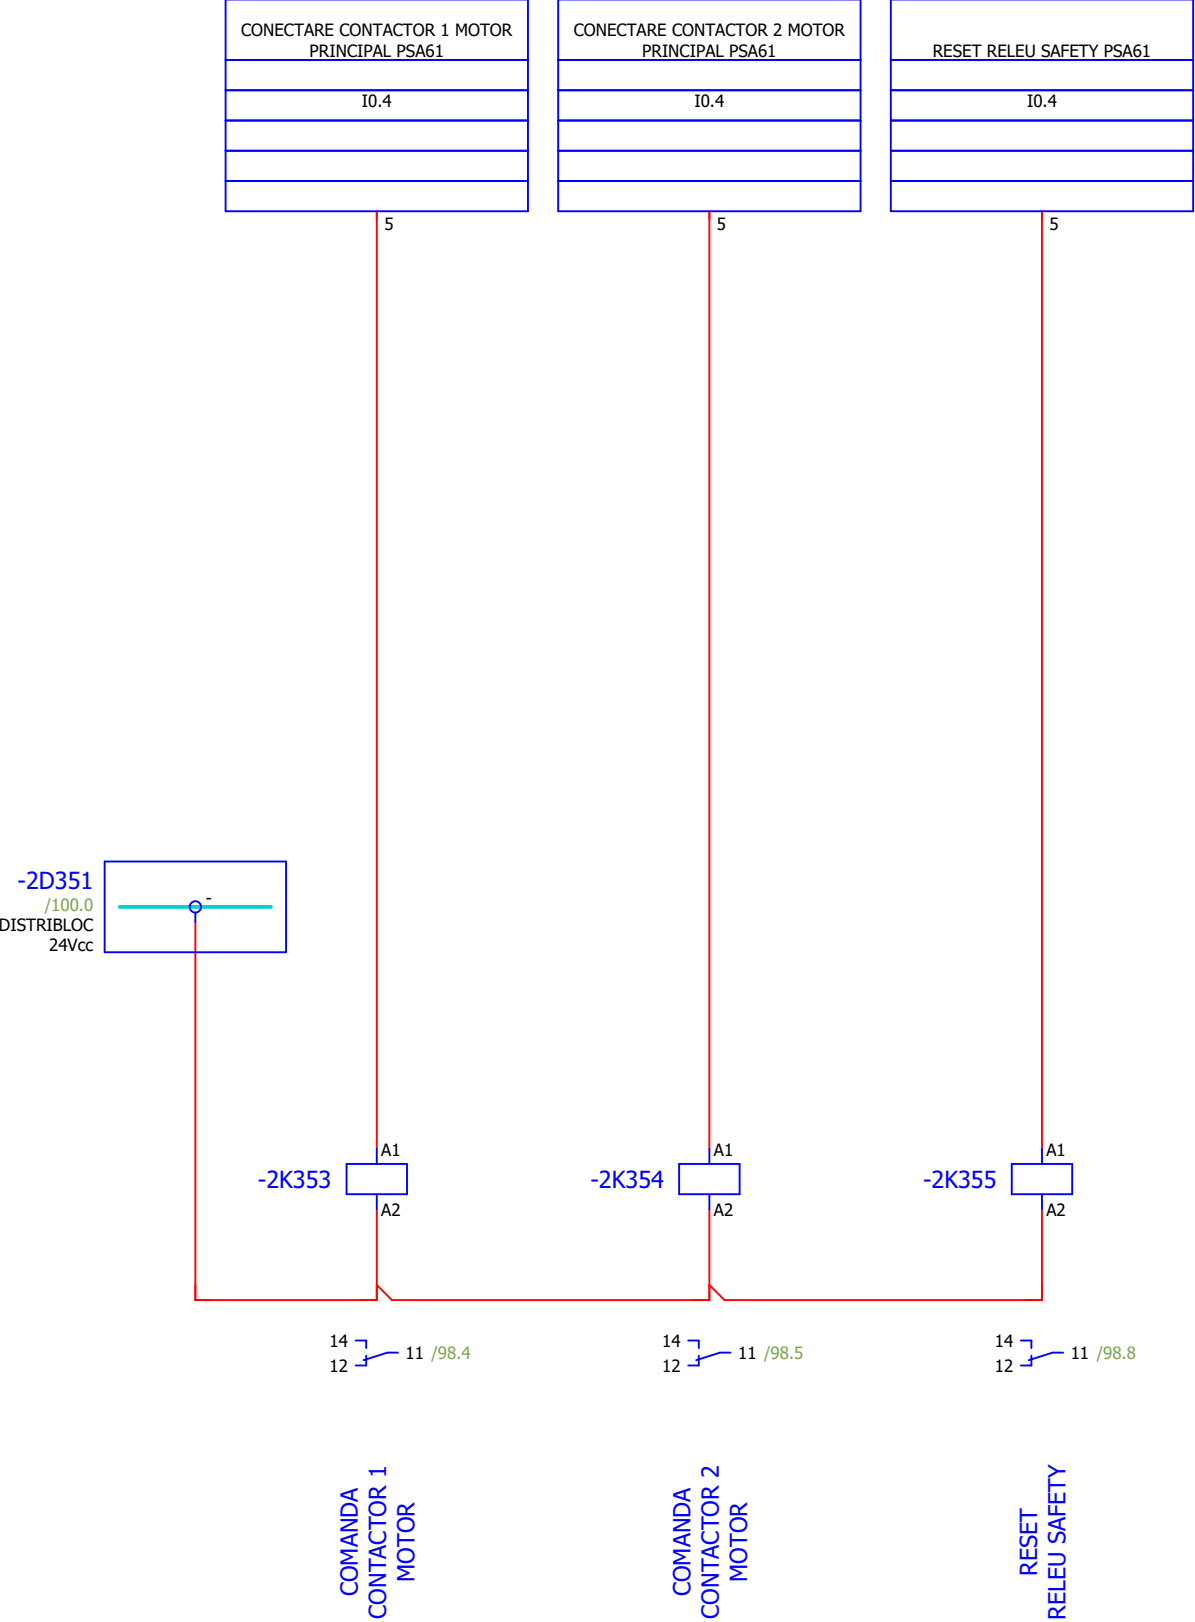 CONECTARE CONTACTOR 1 MOTOR
PRINCIPAL PSA61
I0.4
5
CONECTARE CONTACTOR 2 MOTOR
PRINCIPAL PSA61
I0.4
5
RESET RELEU SAFETY PSA61
I0.4
5
-2D351
/100.0
DISTRIBLOC
24Vcc
-
-2K353
A1
A2
-2K354
A1
A2
-2K355
A1
A2
14
12
11 /98.4
14
12
11 /98.5
14
12
11 /98.8
COMANDA
CONTACTOR 1
MOTOR
COMANDA
CONTACTOR 2
MOTOR
RESET
RELEU SAFETY